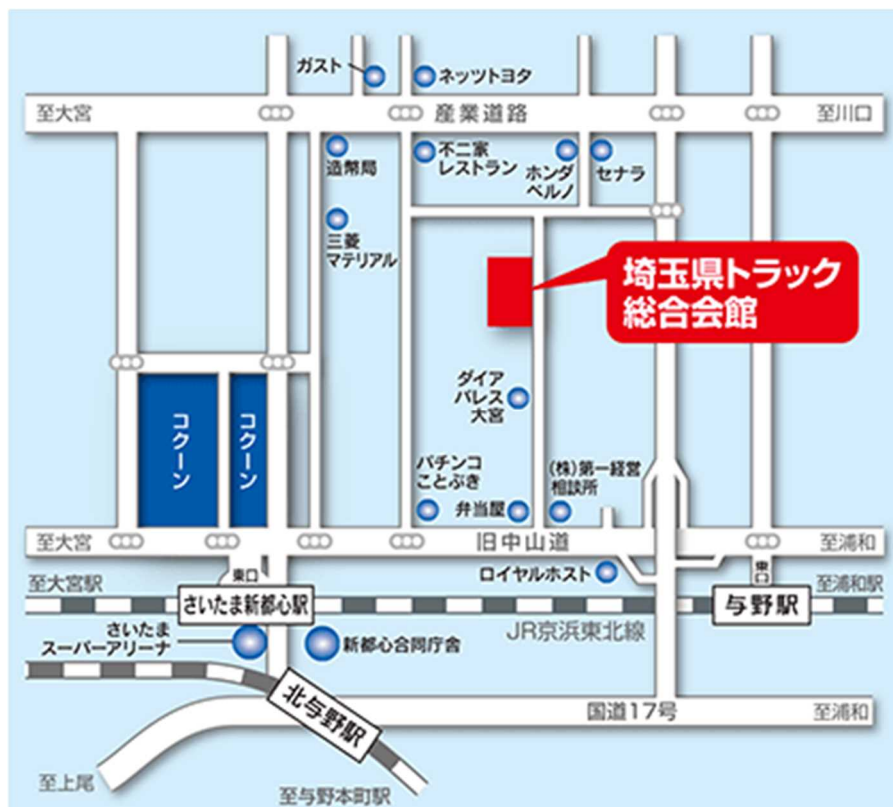 ガスト
ネッツトヨタ
至大宮
産業道路
至川口
造幣局
不二家
レストラン
ホンダ
ベルノ
セナラ
三菱
マテリアル
埼玉県トラック
総合会館
ダイア
パレス
大宮
コクーン
コクーン
パチンコ
ことぶき
(株)第一経営
相談所
弁当屋
至大宮
旧中山道
至浦和
東口
ロイヤルホスト
東口
至大宮駅
さいたま新都心駅
与野駅
至浦和駅
JR京浜東北線
さいたま
スーパーアリーナ
新都心合同庁舎
北与野駅
国道17号
至浦和
至上尾
至与野本町駅